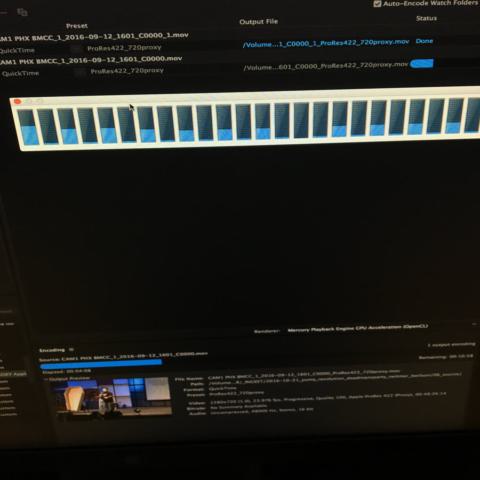 Auto-Encode Watch Folders
Preset
Output File
Status
CAM1 PHX BMCC_1_2016-09-12_1601_C0000_1.mov
QuickTime
ProRes422_720proxy
/Volume...1_C0000_1_ProRes422_720proxy.mov
Done
CAM1 PHX BMCC_1_2016-09-12_1601_C0000.mov
QuickTime
ProRes422_720proxy
/Volume...601_C0000_ProRes422_720proxy.mov
Renderer: Mercury Playback Engine GPU Acceleration (OpenCL)
Encoding
1 output encoding
Source: CAM1 PHX BMCC_1_2016-09-12_1601_C0000.mov
Elapsed: 00:04:08
Remaining: 00:10:58
Output Preview
File Name: CAM1 PHX BMCC_1_2016-09-12_1601_C0000_ProRes422_720proxy.mov
Path:
Format: QuickTime
Preset: ProRes422_720proxy
Video: 1280x720 (1.0), 23.976 fps, Progressive, Quality 100, Apple ProRes 422 (Proxy), 00:48:26:14
Bitrate: No Summary Available
Audio: Uncompressed, 48000 Hz, Stereo, 16 bit